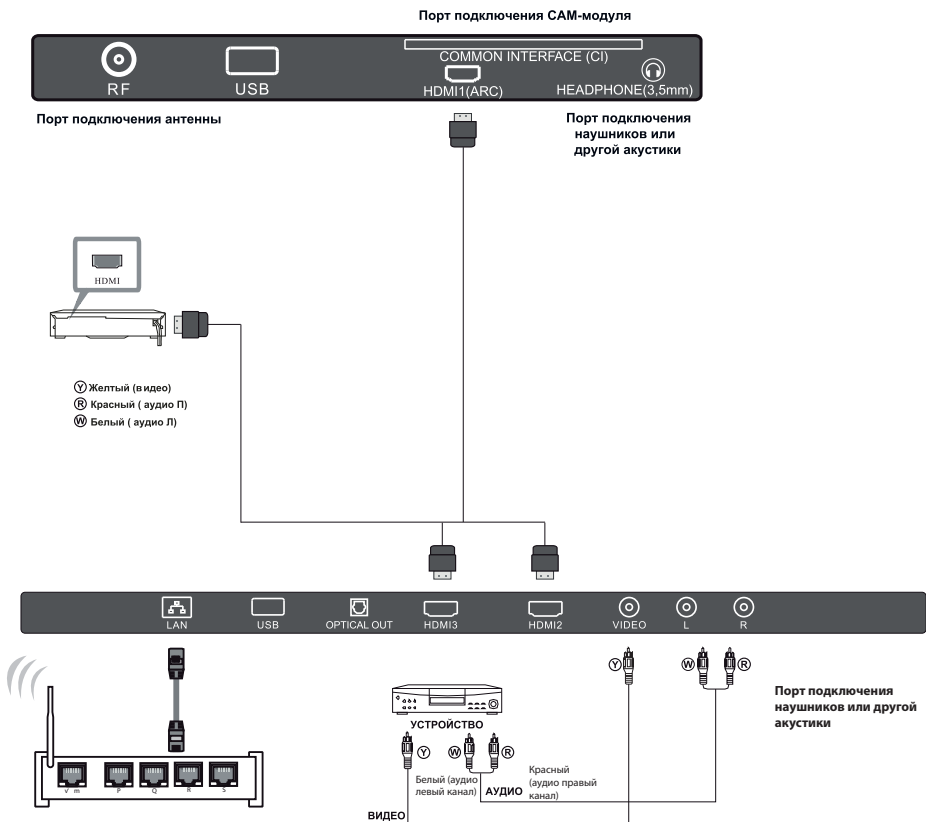 Порт подключения CAM-модуля
COMMON INTERFACE (CI)
RF
USB
HDMI1(ARC)
HEADPHONE(3,5mm)
Порт подключения антенны
Порт подключения
наушников или
другой акустики
HDMI
Y Желтый (видео)
R Красный ( аудио П)
W Белый ( аудио Л)
LAN
USB
OPTICAL OUT
HDMI3
HDMI2
VIDEO
L
R
Y
W
R
Порт подключения
наушников или другой
акустики
УСТРОЙСТВО
Y
W
R
Белый (аудио
левый канал)
АУДИО
Красный
(аудио правый
канал)
ВИДЕО
√ m
P
Q
R
S